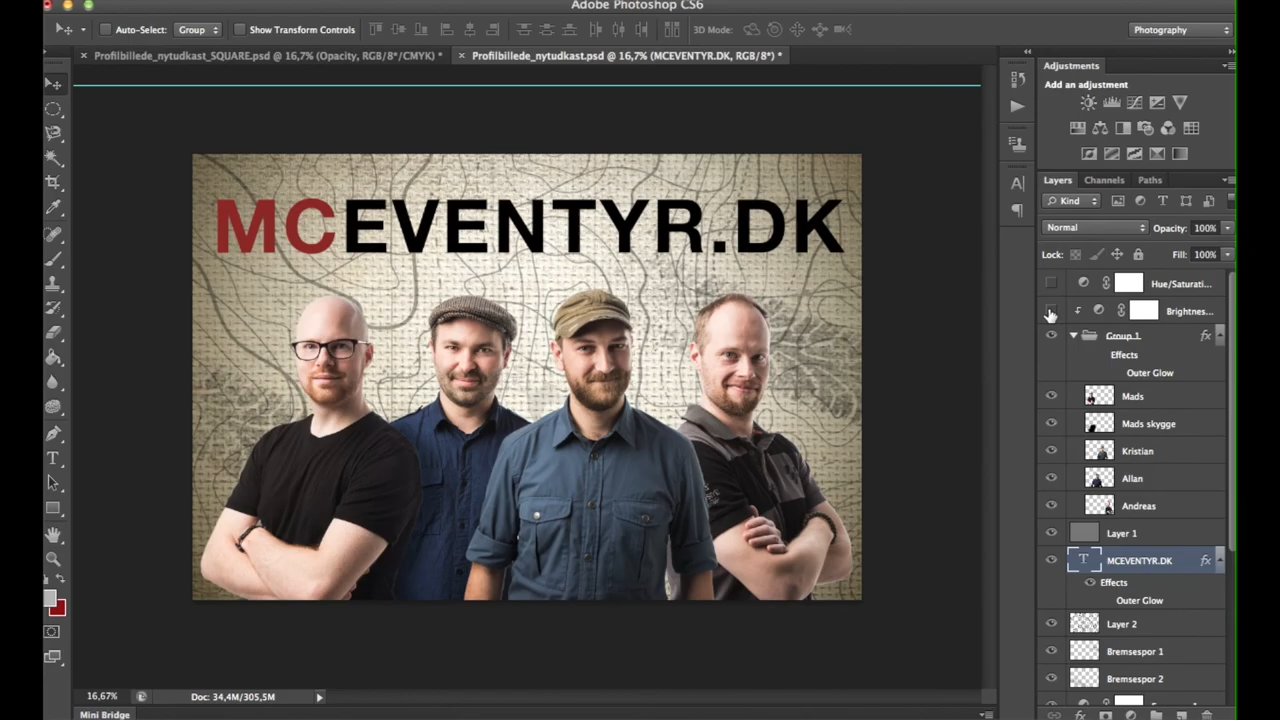 Adobe Photoshop CS6
Auto-Select: Group Show Transform Controls 3D Mode: Photography
Profilbillede_nytudkast_SQUARE.psd @ 16,7% (Opacity, RGB/8*/CMYK) * Profilbillede_nytudkast.psd @ 16,7% (MCEVENTYR.DK, RGB/8*) *
Adjustments
Add an adjustment
Layers Channels Paths
Kind
Normal Opacity: 100%
Lock: Fill: 100%
Hue/Saturati...
Brightnes...
Group 1 fx
Effects
Outer Glow
Mads
Mads skygge
Kristian
Allan
Andreas
Layer 1
T MCEVENTYR.DK fx
Effects
Outer Glow
Layer 2
Bremsespor 1
Bremsespor 2
MCEVENTYR.DK
16,67% Doc: 34,4M/305,5M
Mini Bridge